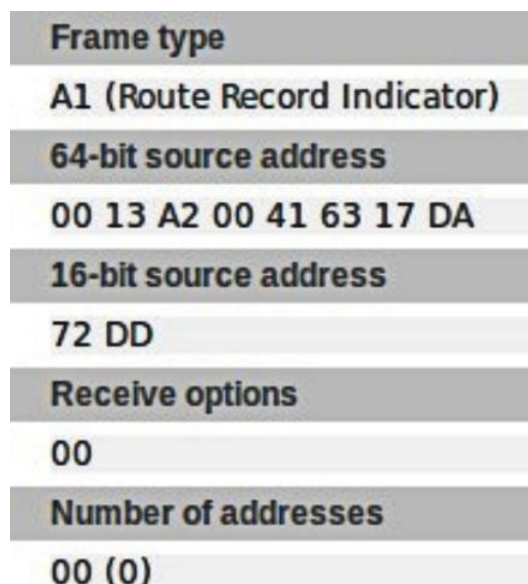 Frame type
A1 (Route Record Indicator)
64-bit source address
00 13 A2 00 41 63 17 DA
16-bit source address
72 DD
Receive options
00
Number of addresses
00 (0)